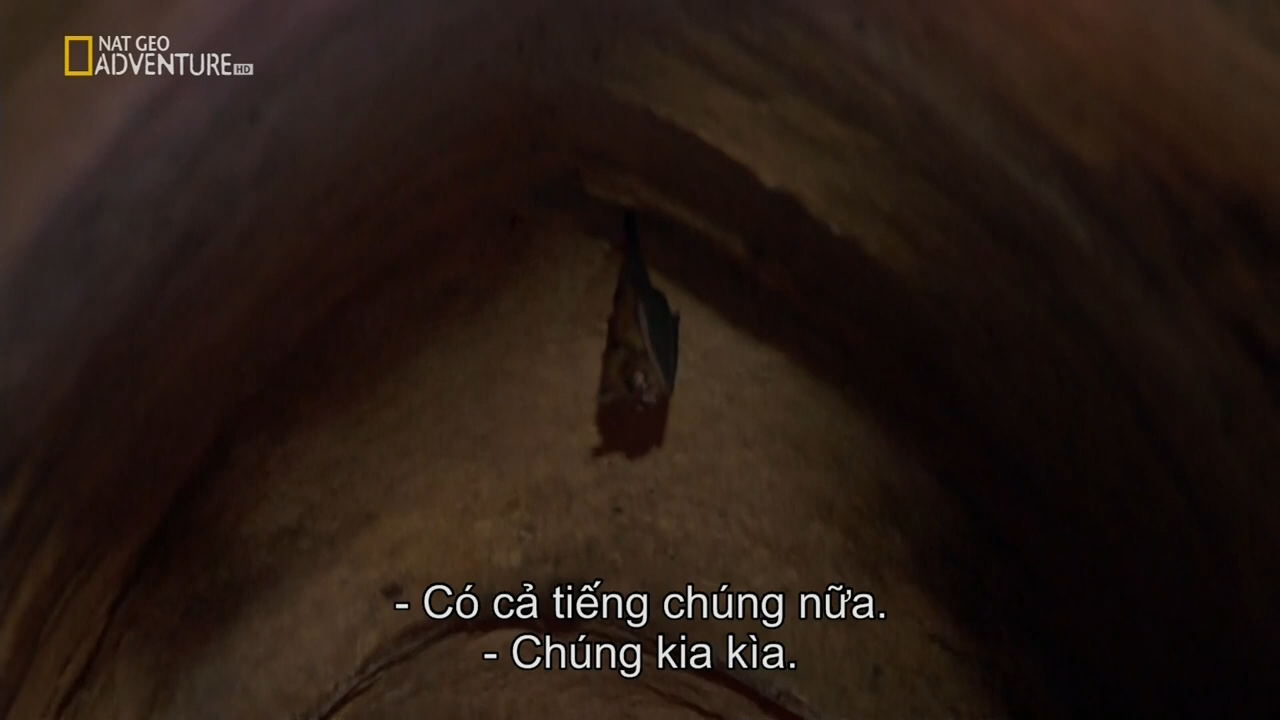 NAT GEO
ADVENTURE HD
- Có cả tiếng chúng nữa.
- Chúng kia kìa.